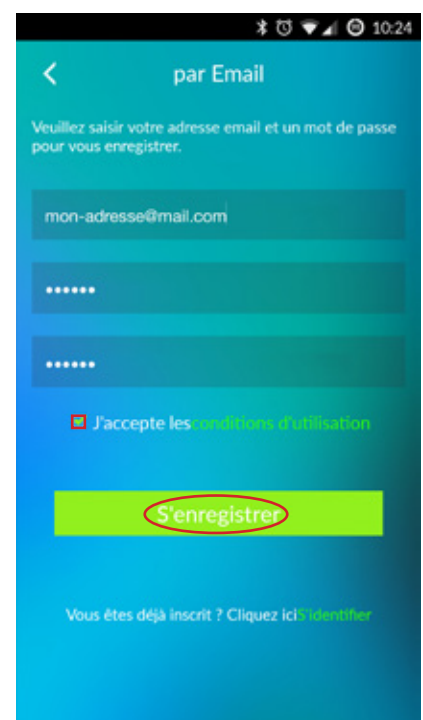 10:24
par Email
Veuillez saisir votre adresse email et un mot de passe
pour vous enregistrer.
mon-adresse@mail.com
••••••
••••••
J'accepte lesconditions d'utilisation
S'enregistrer
Vous êtes déjà inscrit ? Cliquez iciS'identifier